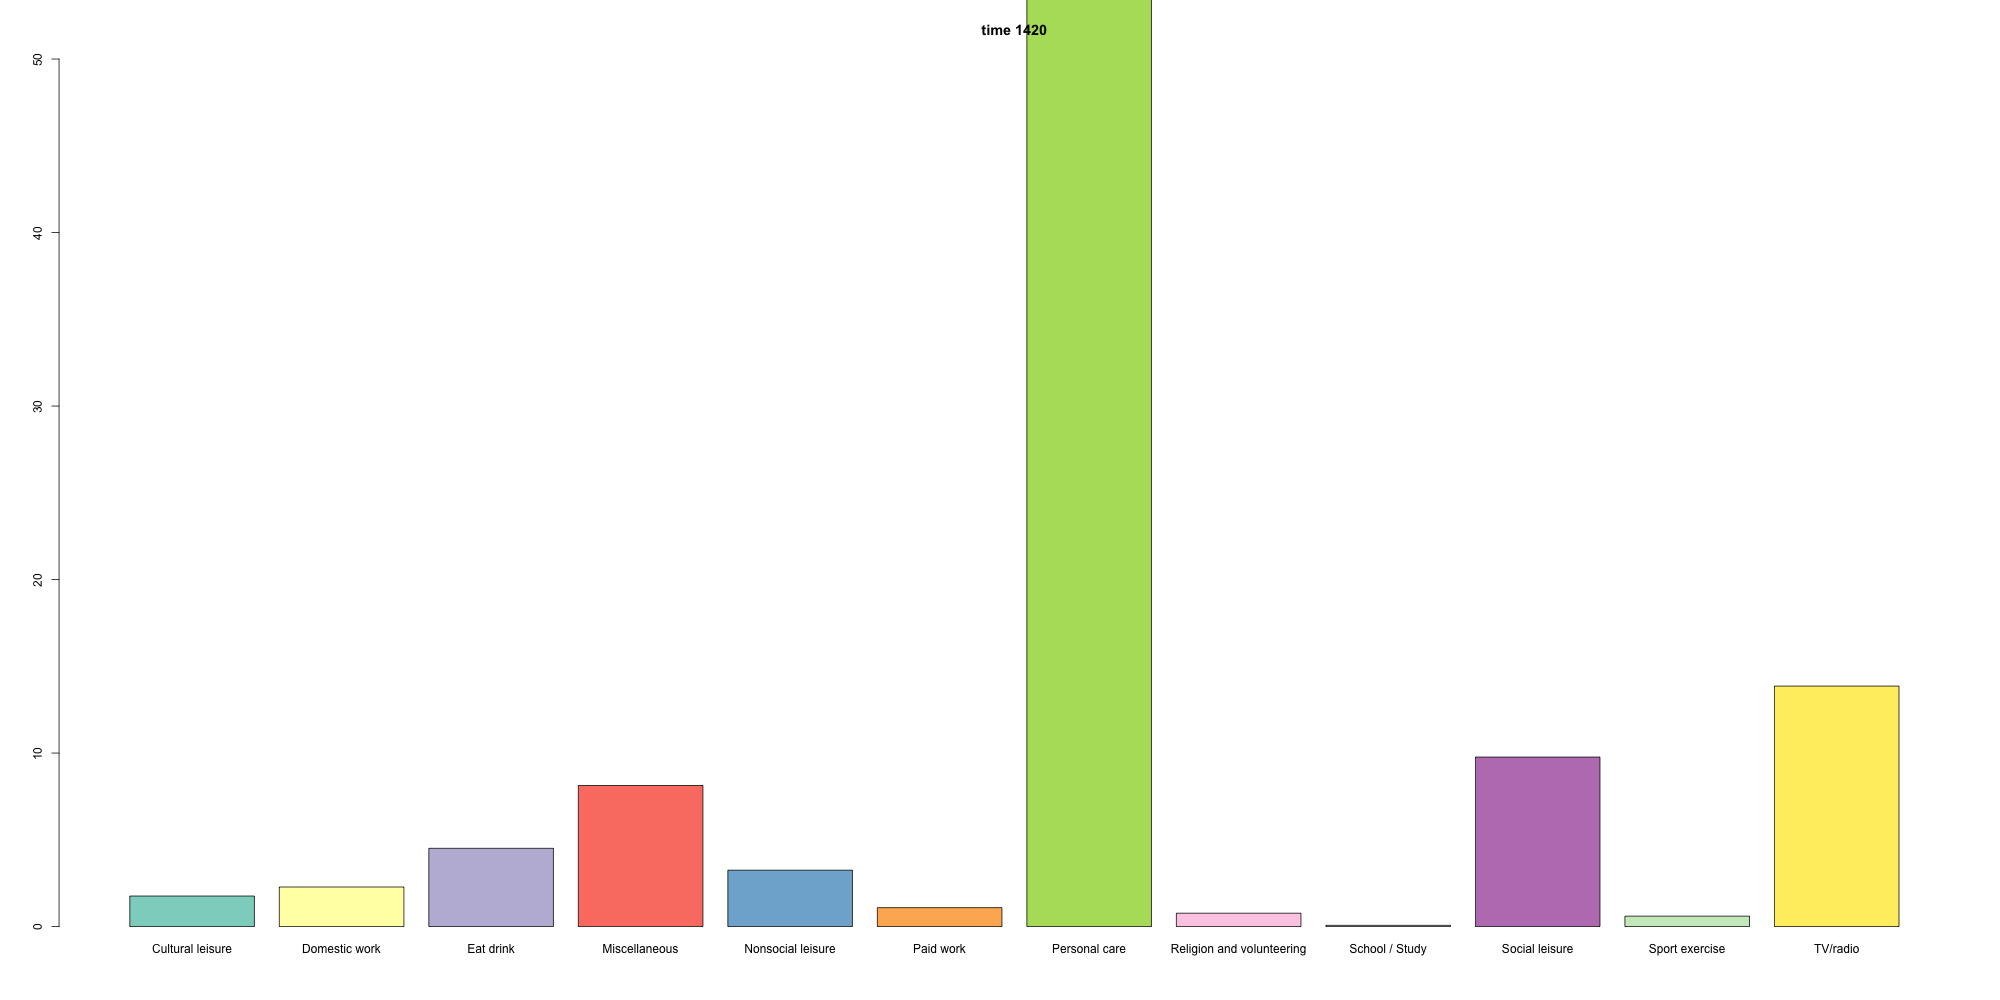 time 1420
50
40
30
20
10
0
Cultural leisure
Domestic work
Eat drink
Miscellaneous
Nonsocial leisure
Paid work
Personal care
Religion and volunteering
School / Study
Social leisure
Sport exercise
TV/radio